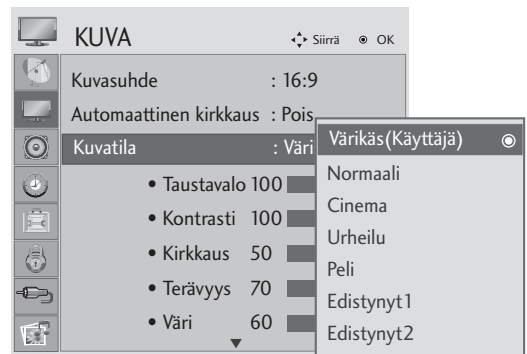 KUVA
Siirrä OK
Kuvasuhde : 16:9
Automaattinen kirkkaus : Pois
Kuvatila : Väri
• Taustavalo 100
• Kontrasti 100
• Kirkkaus 50
• Terävyys 70
• Väri 60
Värikäs(Käyttäjä)
Normaali
Cinema
Urheilu
Peli
Edistynyt1
Edistynyt2